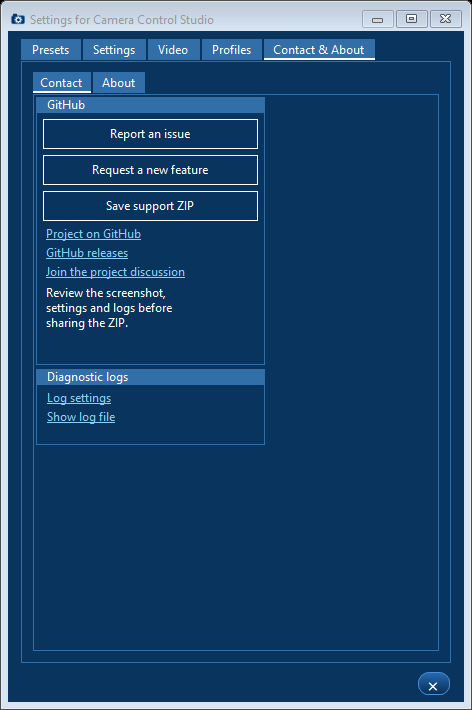 Settings for Camera Control Studio
Presets Settings Video Profiles Contact & About
Contact About
GitHub
Report an issue
Request a new feature
Save support ZIP
Project on GitHub
GitHub releases
Join the project discussion
Review the screenshot,
settings and logs before
sharing the ZIP.
Diagnostic logs
Log settings
Show log file